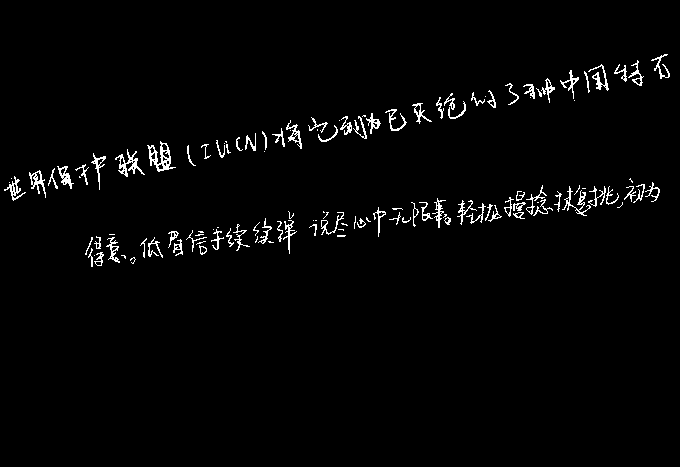 世界保护联盟(IUCN)将它列为已灭绝的3种中国特有
得意。低眉信手续续弹 说尽心中无限事 轻拢慢捻抹复挑,初为